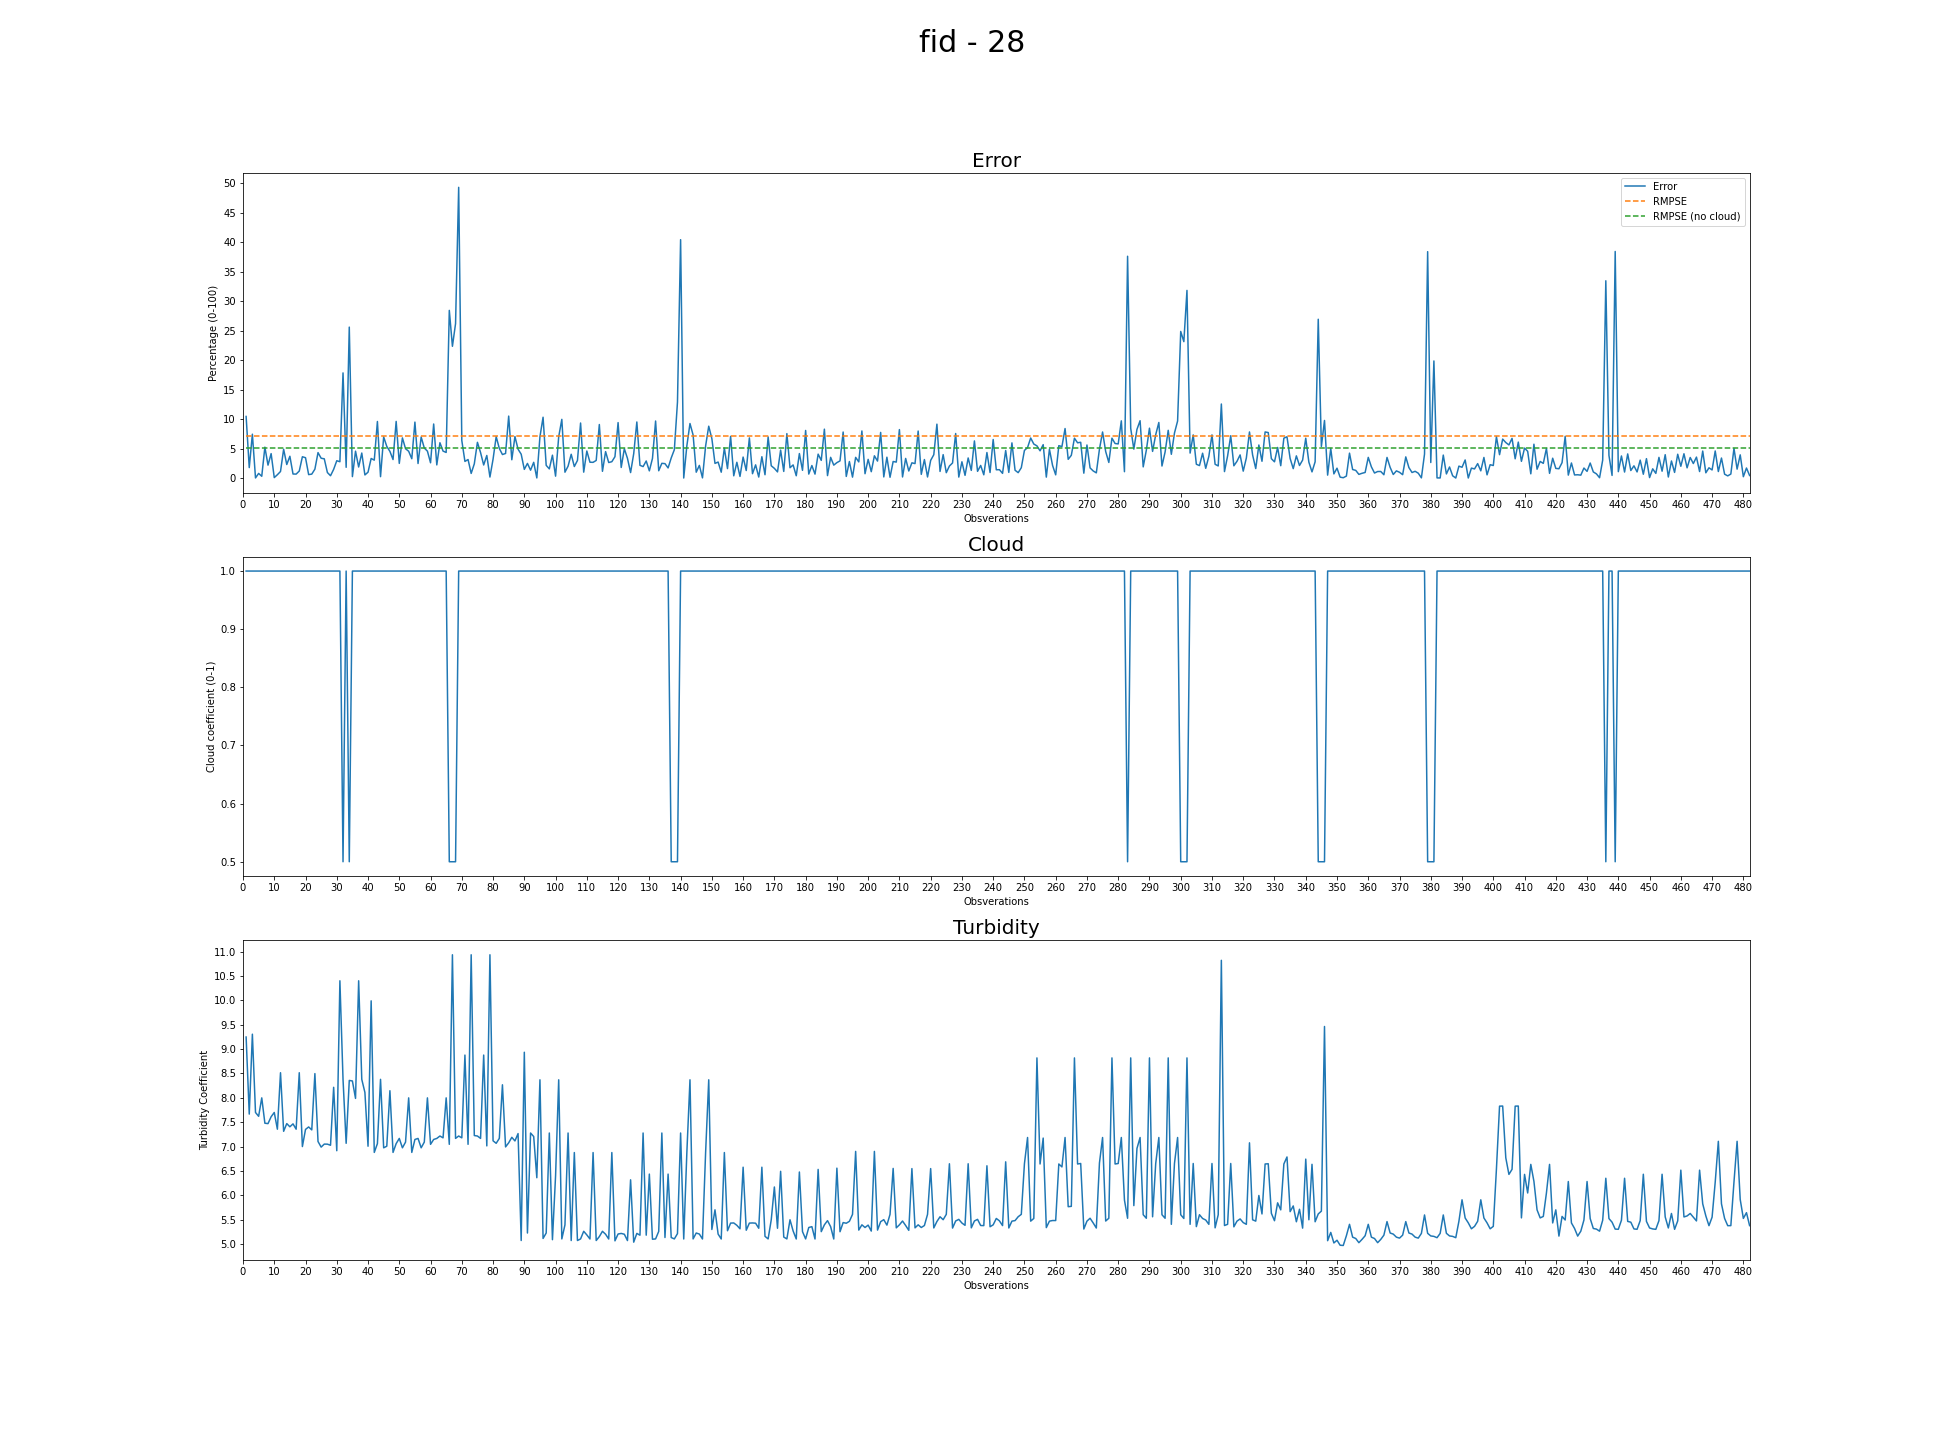 fid - 28
Error
50
45
40
35
30
25
20
15
10
5
0
Percentage (0-100)
Error
RMPSE
RMPSE (no cloud)
0 10 20 30 40 50 60 70 80 90 100 110 120 130 140 150 160 170 180 190 200 210 220 230 240 250 260 270 280 290 300 310 320 330 340 350 360 370 380 390 400 410 420 430 440 450 460 470 480
Obsverations
Cloud
1.0
0.9
0.8
0.7
0.6
0.5
Cloud coefficient (0-1)
0 10 20 30 40 50 60 70 80 90 100 110 120 130 140 150 160 170 180 190 200 210 220 230 240 250 260 270 280 290 300 310 320 330 340 350 360 370 380 390 400 410 420 430 440 450 460 470 480
Obsverations
Turbidity
11.0
10.5
10.0
9.5
9.0
8.5
8.0
7.5
7.0
6.5
6.0
5.5
5.0
Turbidity Coefficient
0 10 20 30 40 50 60 70 80 90 100 110 120 130 140 150 160 170 180 190 200 210 220 230 240 250 260 270 280 290 300 310 320 330 340 350 360 370 380 390 400 410 420 430 440 450 460 470 480
Obsverations